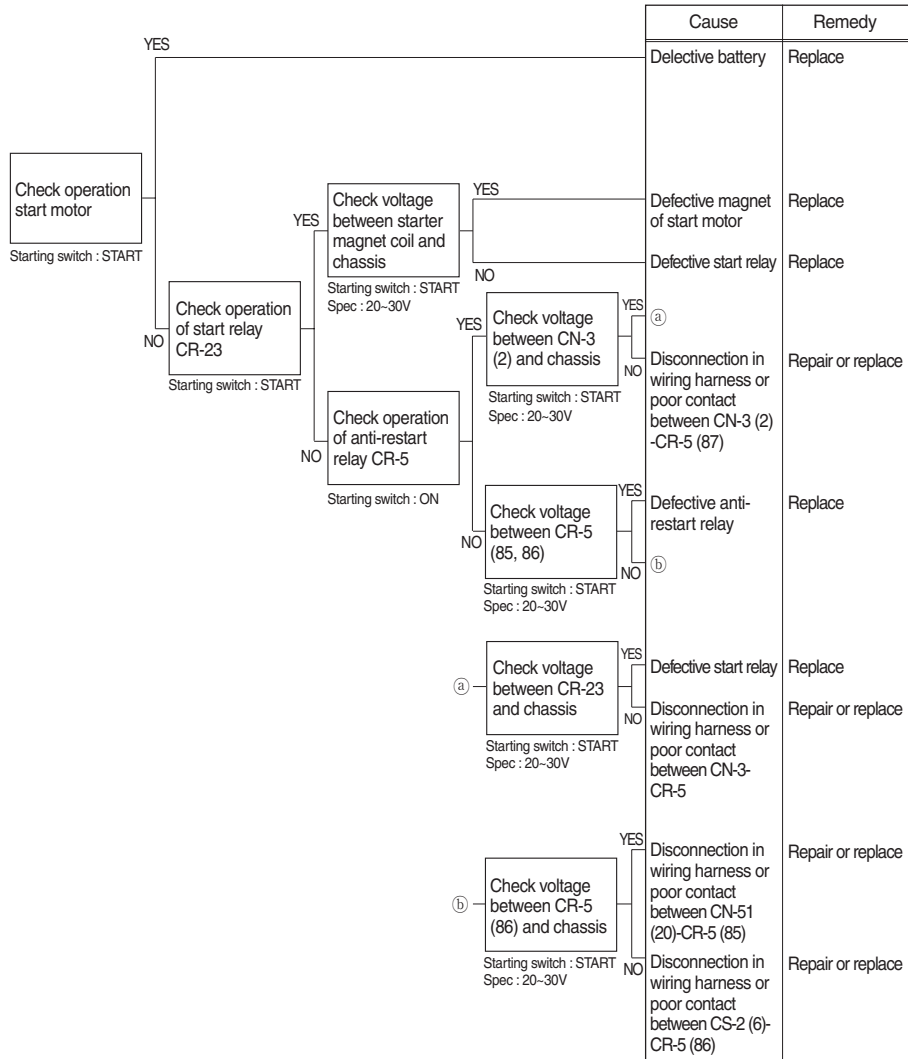 Cause Remedy
YES
Delective battery Replace
Check operation
start motor
Starting switch : START
YES
Check voltage
between starter
magnet coil and
chassis
Starting switch : START
Spec : 20~30V
YES
Defective magnet
of start motor
Replace
NO
Defective start relay Replace
NO
Check operation
of start relay
CR-23
Starting switch : START
NO
Check operation
of anti-restart
relay CR-5
Starting switch : ON
YES
Check voltage
between CN-3
(2) and chassis
Starting switch : START
Spec : 20~30V
YES
ⓐ
NO
Disconnection in
wiring harness or
poor contact
between CN-3 (2)
-CR-5 (87)
Repair or replace
NO
Check voltage
between CR-5
(85, 86)
Starting switch : START
Spec : 20~30V
YES
Defective anti-
restart relay
Replace
NO
ⓑ
ⓐ
Check voltage
between CR-23
and chassis
Starting switch : START
Spec : 20~30V
YES
Defective start relay Replace
NO
Disconnection in
wiring harness or
poor contact
between CN-3-
CR-5
Repair or replace
ⓑ
Check voltage
between CR-5
(86) and chassis
Starting switch : START
Spec : 20~30V
YES
Disconnection in
wiring harness or
poor contact
between CN-51
(20)-CR-5 (85)
Repair or replace
NO
Disconnection in
wiring harness or
poor contact
between CS-2 (6)-
CR-5 (86)
Repair or replace